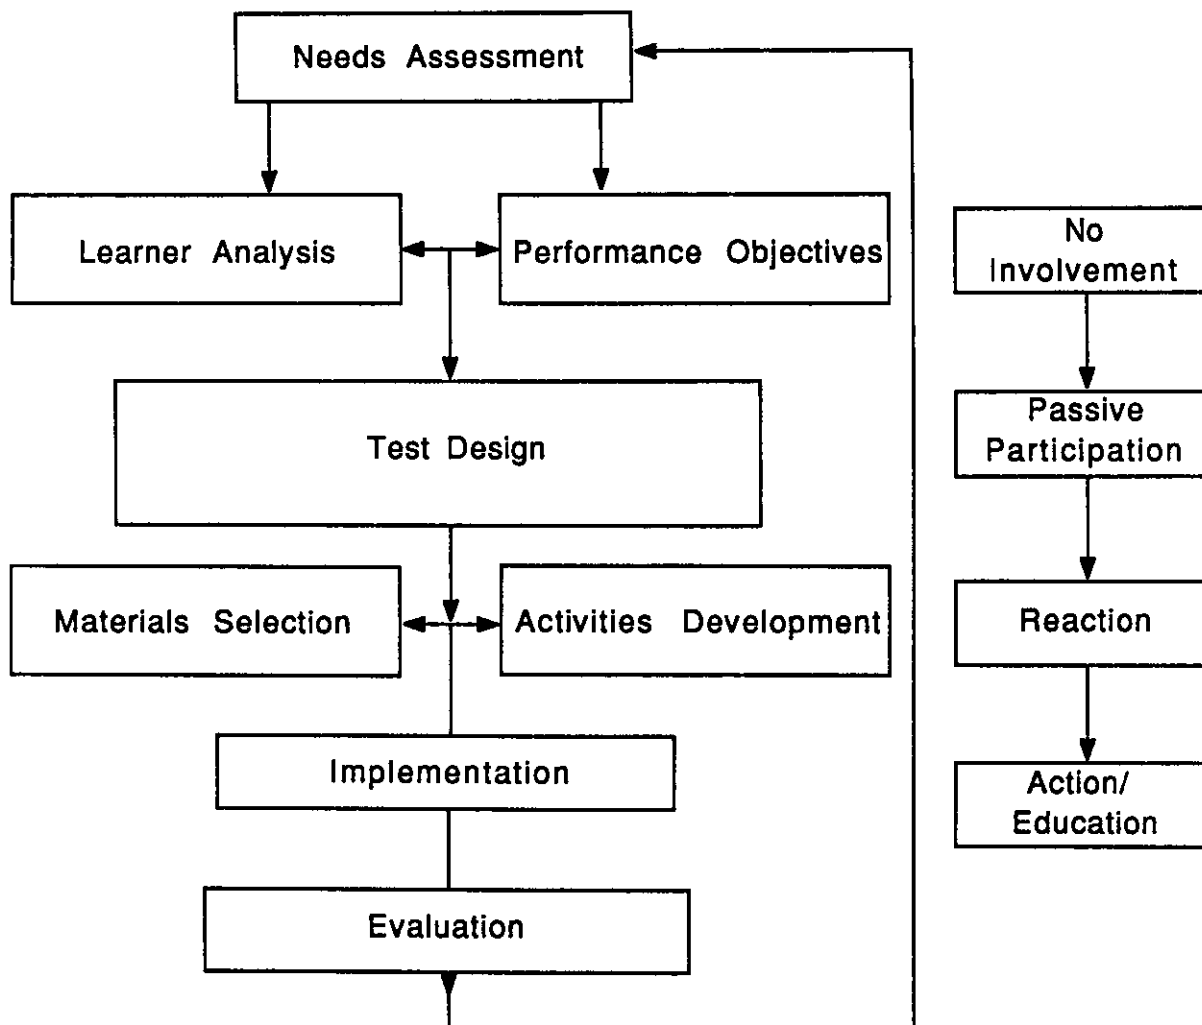 Needs Assessment
Learner Analysis
Performance Objectives
Test Design
Materials Selection
Activities Development
Implementation
Evaluation
No
Involvement
Passive
Participation
Reaction
Action/
Education